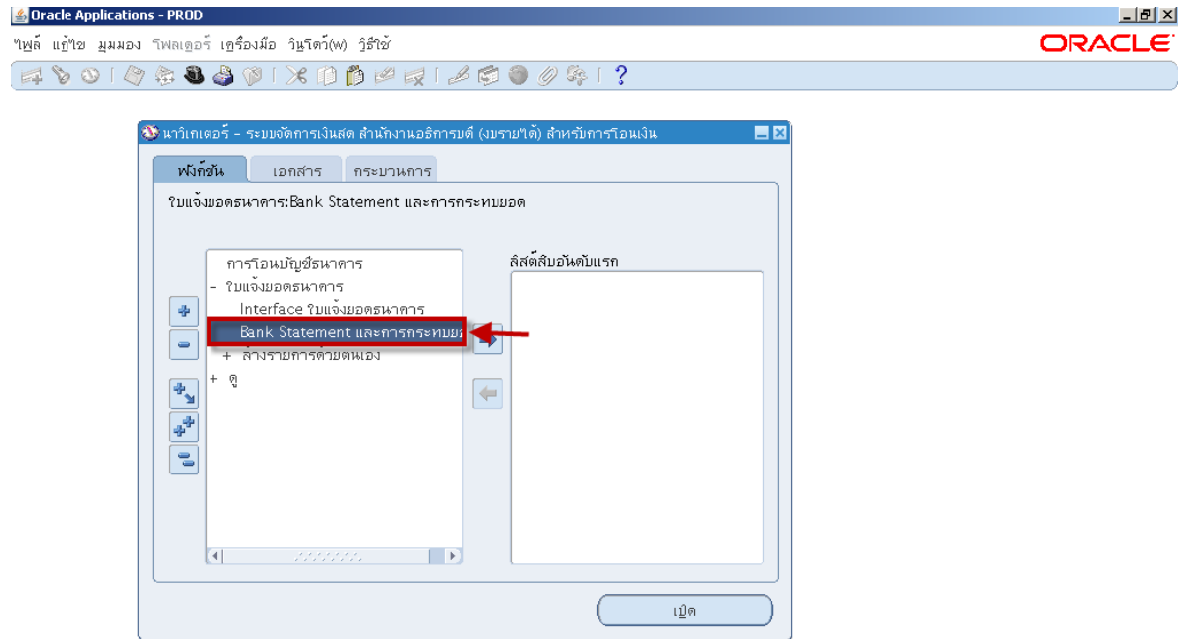 Oracle Applications - PROD
ไฟล์ แก้ไข มุมมอง โฟลเดอร์ เครื่องมือ วินโดว์(w) วิธีใช้
ORACLE
นาวิเกเตอร์ - ระบบจัดการเงินสด สำนักงานอธิการบดี (งบรายได้) สำหรับการโอนเงิน
ฟังก์ชัน เอกสาร กระบวนการ
ใบแจ้งยอดธนาคาร:Bank Statement และการกระทบยอด
ลิสต์สิบอันดับแรก
การโอนบัญชีธนาคาร
- ใบแจ้งยอดธนาคาร
Interface ใบแจ้งยอดธนาคาร
Bank Statement และการกระทบย
+ ล้างรายการด้วยตนเอง
+ ดู
เปิด